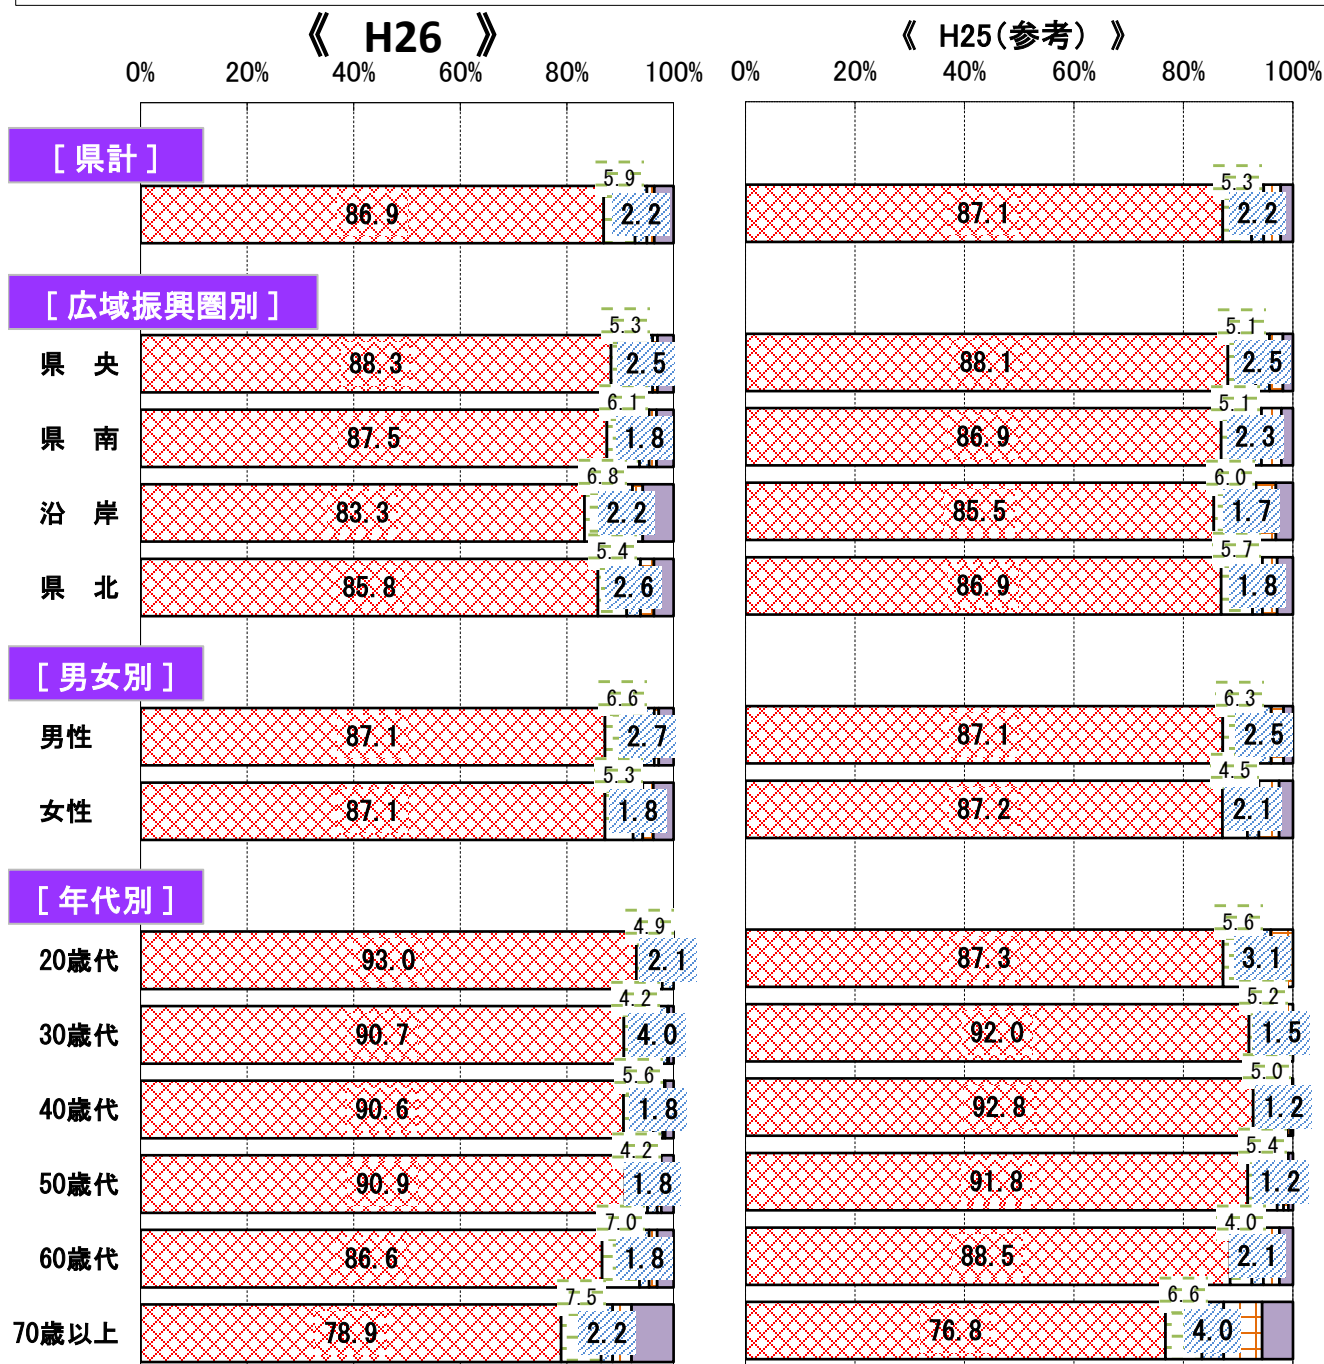 《 H26 》 《 H25(参考) 》
0% 20% 40% 60% 80% 100% 0% 20% 40% 60% 80% 100%
[ 県計 ]
5.9 5.3
86.9 2.2 87.1 2.2
[ 広域振興圏別 ]
5.3 5.1
県 央 88.3 2.5 88.1 2.5
6.1 5.1
県 南 87.5 1.8 86.9 2.3
6.8 6.0
沿 岸 83.3 2.2 85.5 1.7
5.4 5.7
県 北 85.8 2.6 86.9 1.8
[ 男女別 ]
6.6 6.3
男性 87.1 2.7 87.1 2.5
5.3 4.5
女性 87.1 1.8 87.2 2.1
[ 年代別 ]
4.9 5.6
20歳代 93.0 2.1 87.3 3.1
4.2 5.2
30歳代 90.7 4.0 92.0 1.5
5.6 5.0
40歳代 90.6 1.8 92.8 1.2
4.2 5.4
50歳代 90.9 1.8 91.8 1.2
7.0 4.0
60歳代 86.6 1.8 88.5 2.1
7.5 6.6
70歳以上 78.9 2.2 76.8 4.0